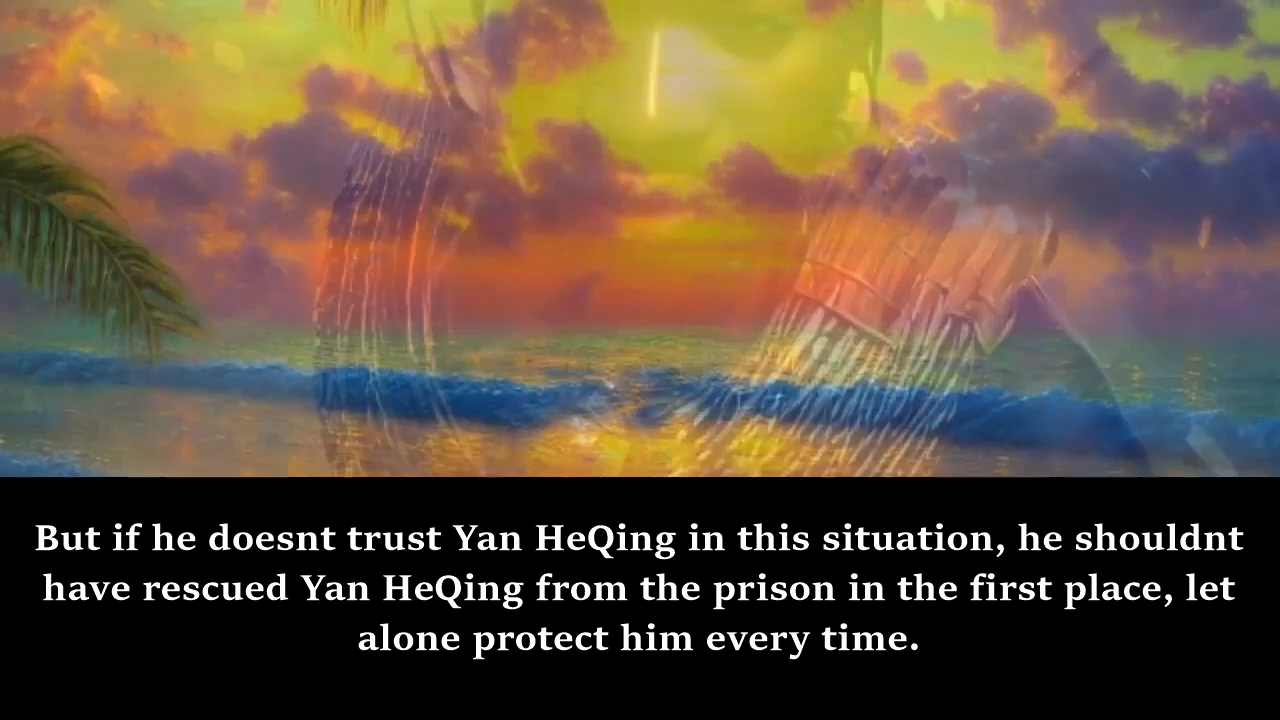 But if he doesnt trust Yan HeQing in this situation, he shouldnt
have rescued Yan HeQing from the prison in the first place, let
alone protect him every time.